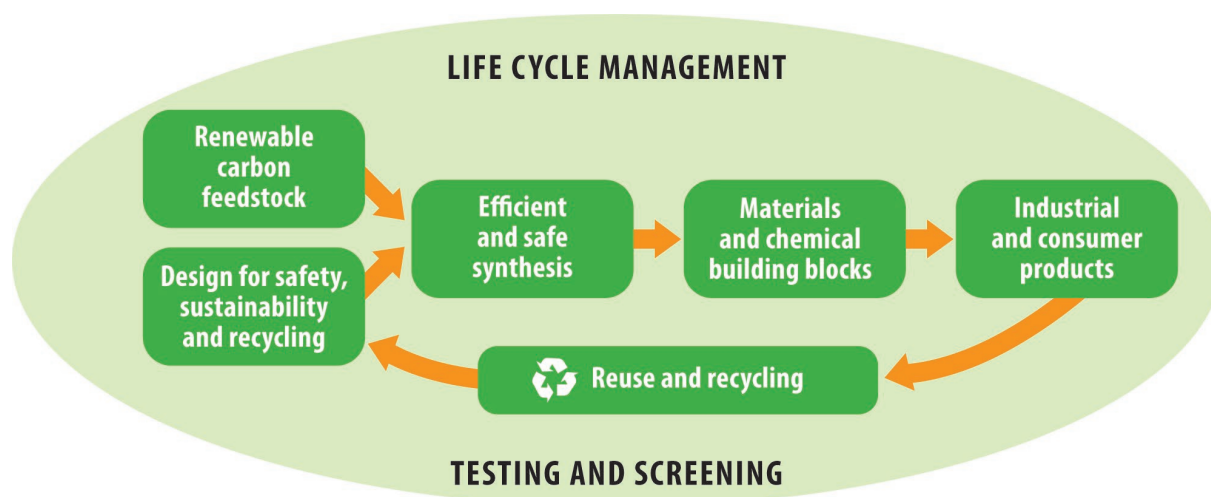 LIFE CYCLE MANAGEMENT
Renewable
carbon
feedstock
Design for safety,
sustainability
and recycling
Efficient
and safe
synthesis
Materials
and chemical
building blocks
Industrial
and consumer
products
Reuse and recycling
TESTING AND SCREENING